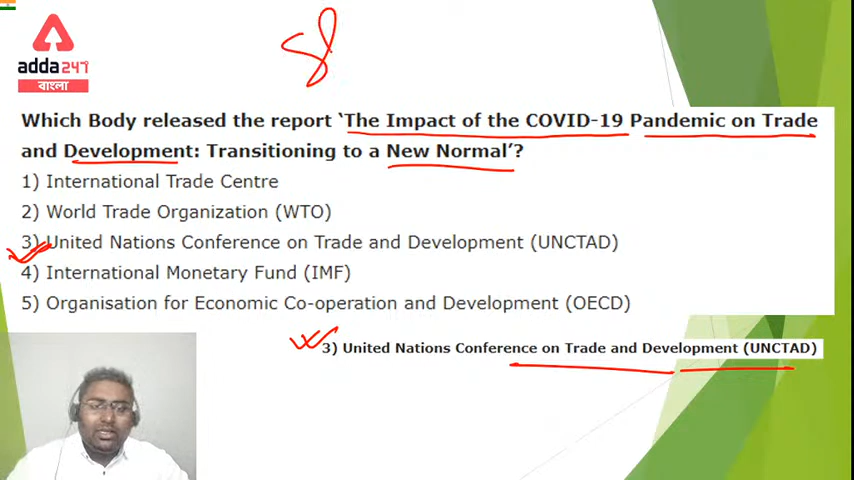 8
adda247
বাংলা
Which Body released the report ‘The Impact of the COVID-19 Pandemic on Trade
and Development: Transitioning to a New Normal’?
1) International Trade Centre
2) World Trade Organization (WTO)
3) United Nations Conference on Trade and Development (UNCTAD)
4) International Monetary Fund (IMF)
5) Organisation for Economic Co-operation and Development (OECD)
3) United Nations Conference on Trade and Development (UNCTAD)